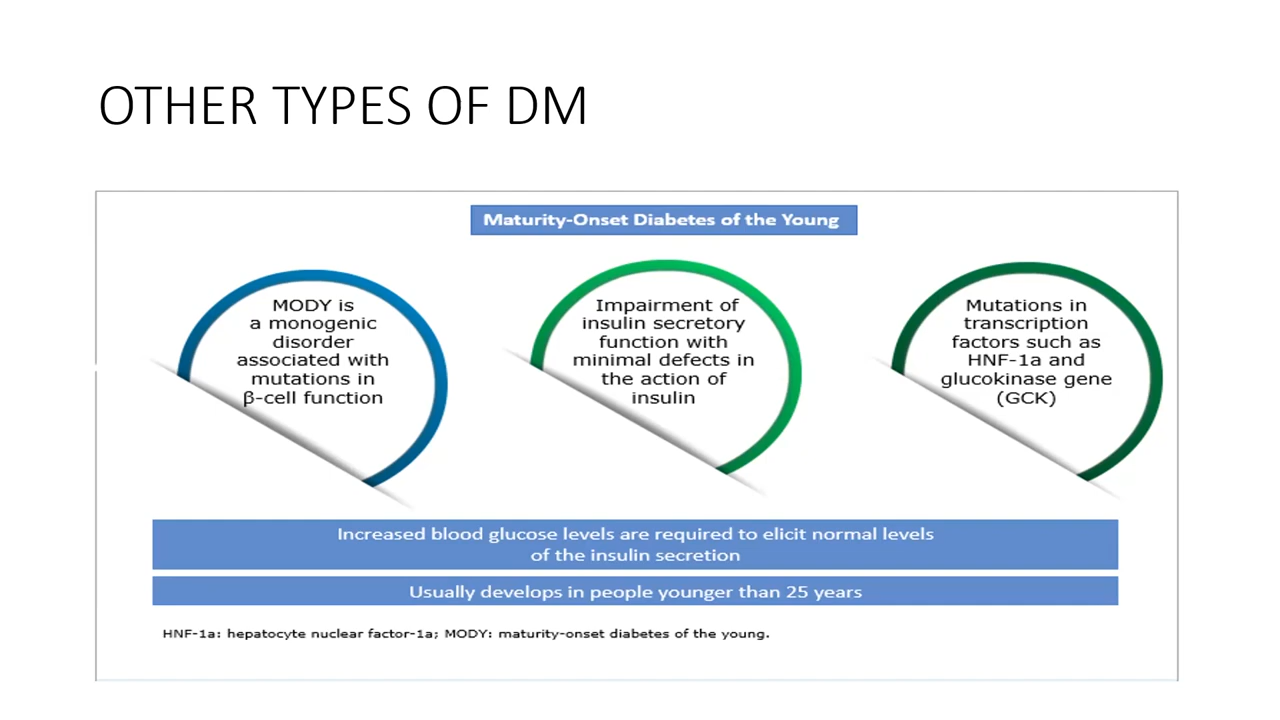 OTHER TYPES OF DM
Maturity-Onset Diabetes of the Young
MODY is
a monogenic
disorder
associated with
mutations in
β-cell function
Impairment of
insulin secretory
function with
minimal defects in
the action of
insulin
Mutations in
transcription
factors such as
HNF-1a and
glucokinase gene
(GCK)
Increased blood glucose levels are required to elicit normal levels
of the insulin secretion
Usually develops in people younger than 25 years
HNF-1a: hepatocyte nuclear factor-1a; MODY: maturity-onset diabetes of the young.